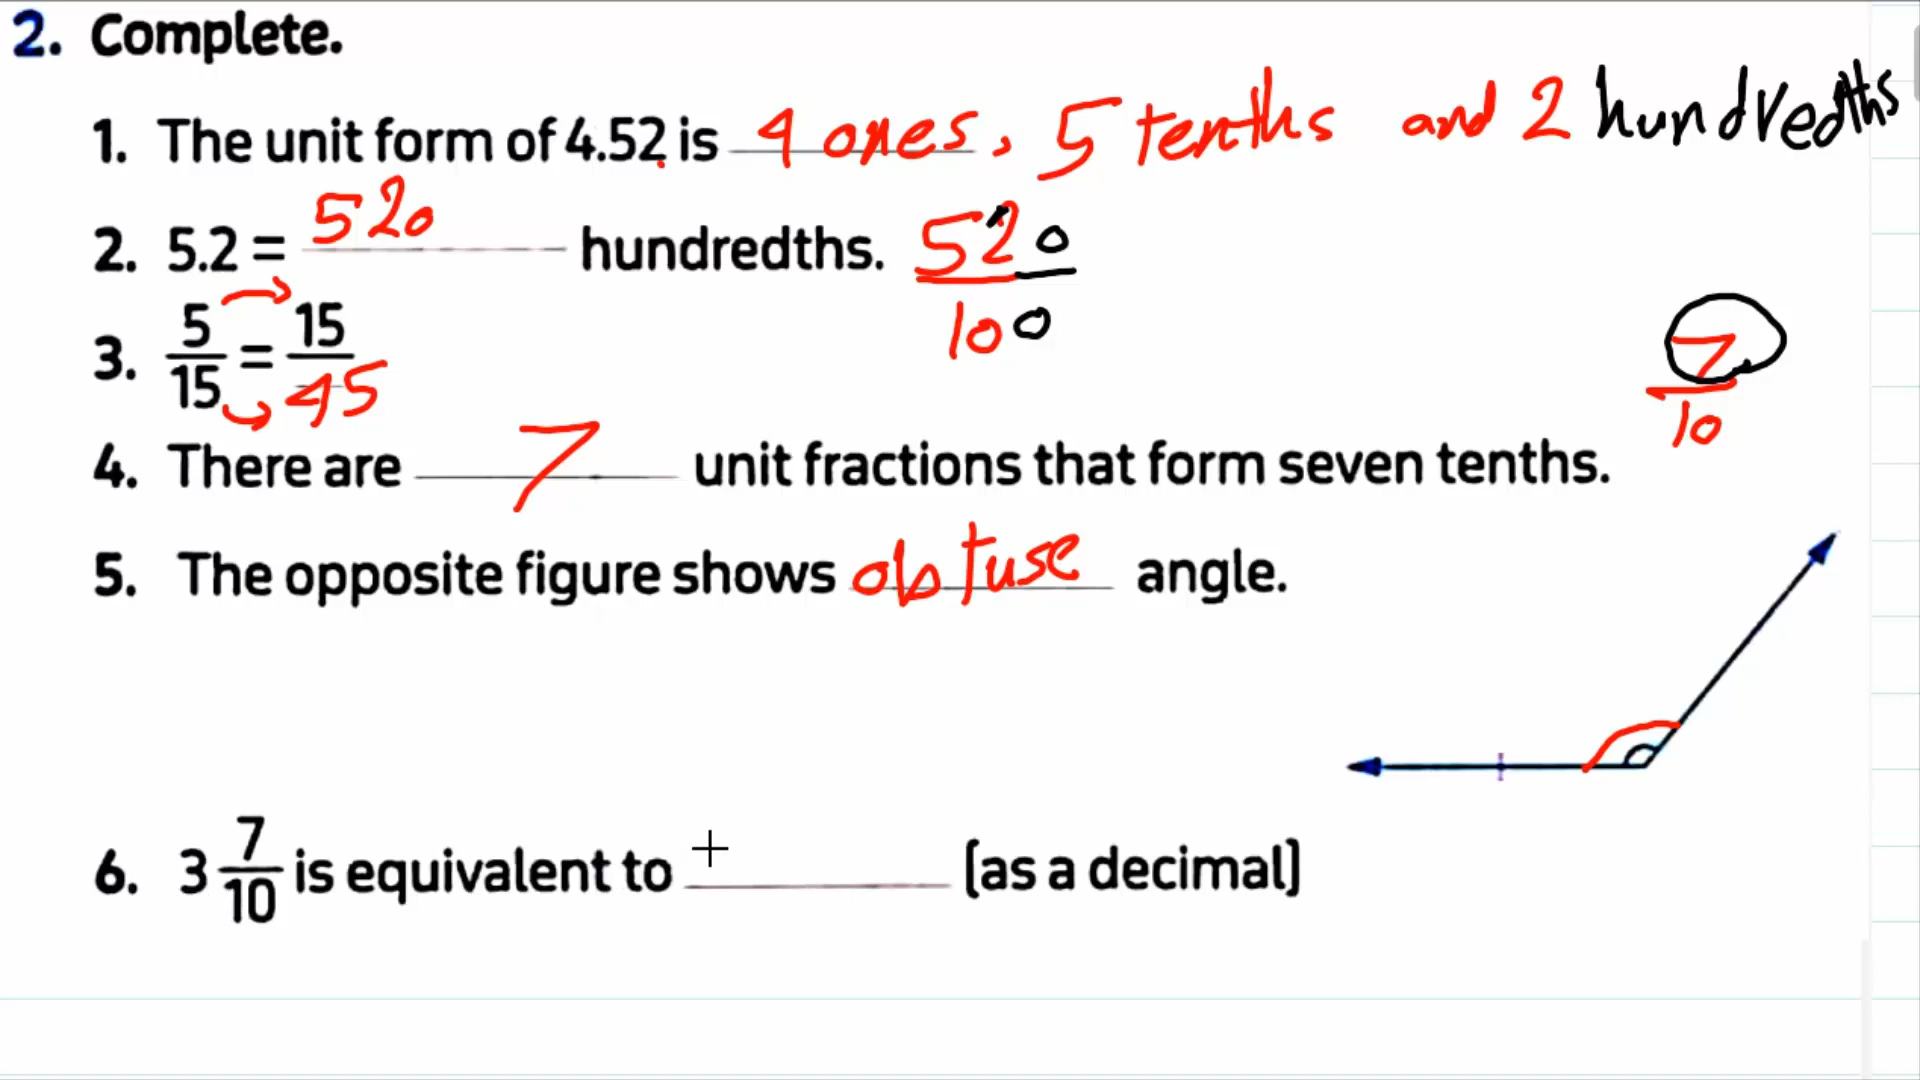 2. Complete.
1. The unit form of 4.52 is 4 ones, 5 tenths and 2 hundredths
2. 5.2 = 520 hundredths. 520/100
3. 5/15 = 15/45
7/10
4. There are 7 unit fractions that form seven tenths.
5. The opposite figure shows obtuse angle.
6. 3 7/10 is equivalent to ______ (as a decimal)